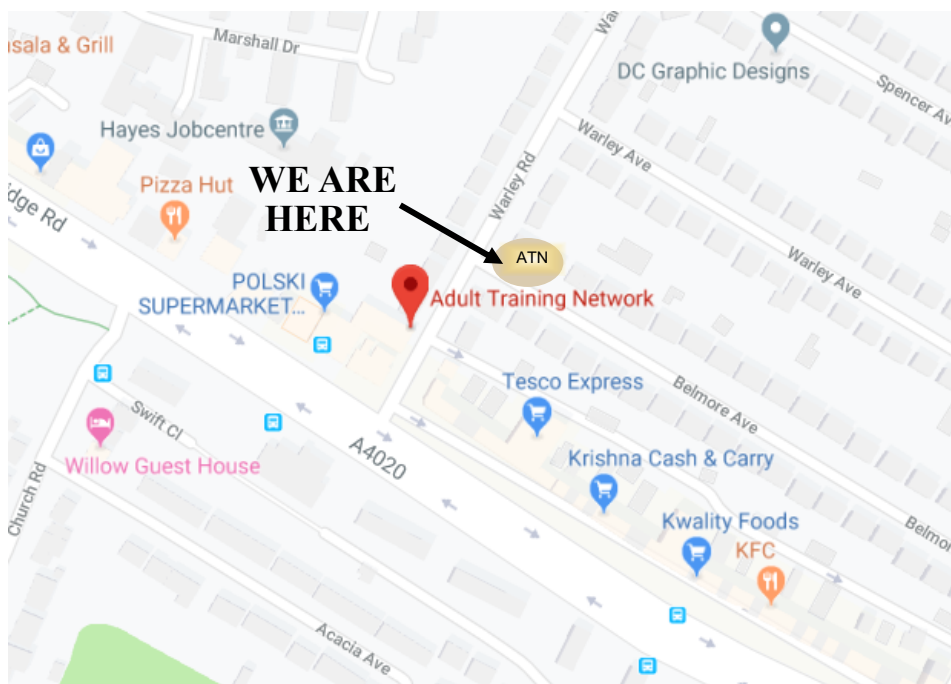 asala & Grill
Marshall Dr
DC Graphic Designs
Spencer Av
Hayes Jobcentre
Warley Ave
Warley Rd
Pizza Hut
WE ARE
HERE
dge Rd
ATN
Warley Ave
POLSKI
SUPERMARKET...
Adult Training Network
Tesco Express
Belmore Ave
Swift Cl
A4020
Willow Guest House
Krishna Cash & Carry
Church Rd
Kwality Foods
Belmo
KFC
Acacia Ave